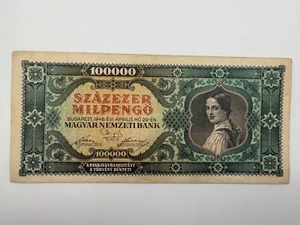 100000
SZÁZEZER
MILPENGŐ
BUDAPEST, 1946. ÉVI ÁPRILIS HÓ 29-ÉN
MAGYAR NEMZETI BANK
100000
A BANKJEGYHAMISÍTÁST
A TÖRVÉNY BÜNTETI